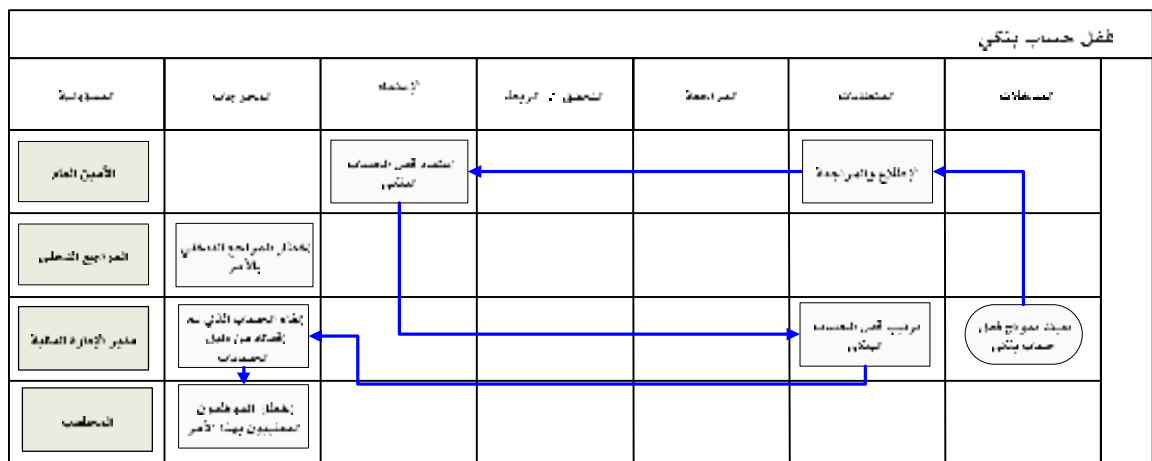 قفل حساب بنكي
المدخلات
المتطلبات
المراجعة
التحقق / الربط
الإعتماد
المخرجات
المسؤولية
الإطلاع والمراجعة
اعتماد قفل الحساب
البنكي
الأمين العام
إخطار المراجع الداخلي
بالأمر
المراجع الداخلي
تعبئة نموذج قفل
حساب بنكي
ترتيب قفل الحساب
البنكي
إلغاء الحساب الذي تم
إقفاله من دليل
الحسابات
مدير الإدارة المالية
إخطار الموظفون
المعنييون بهذا الأمر
المحاسب